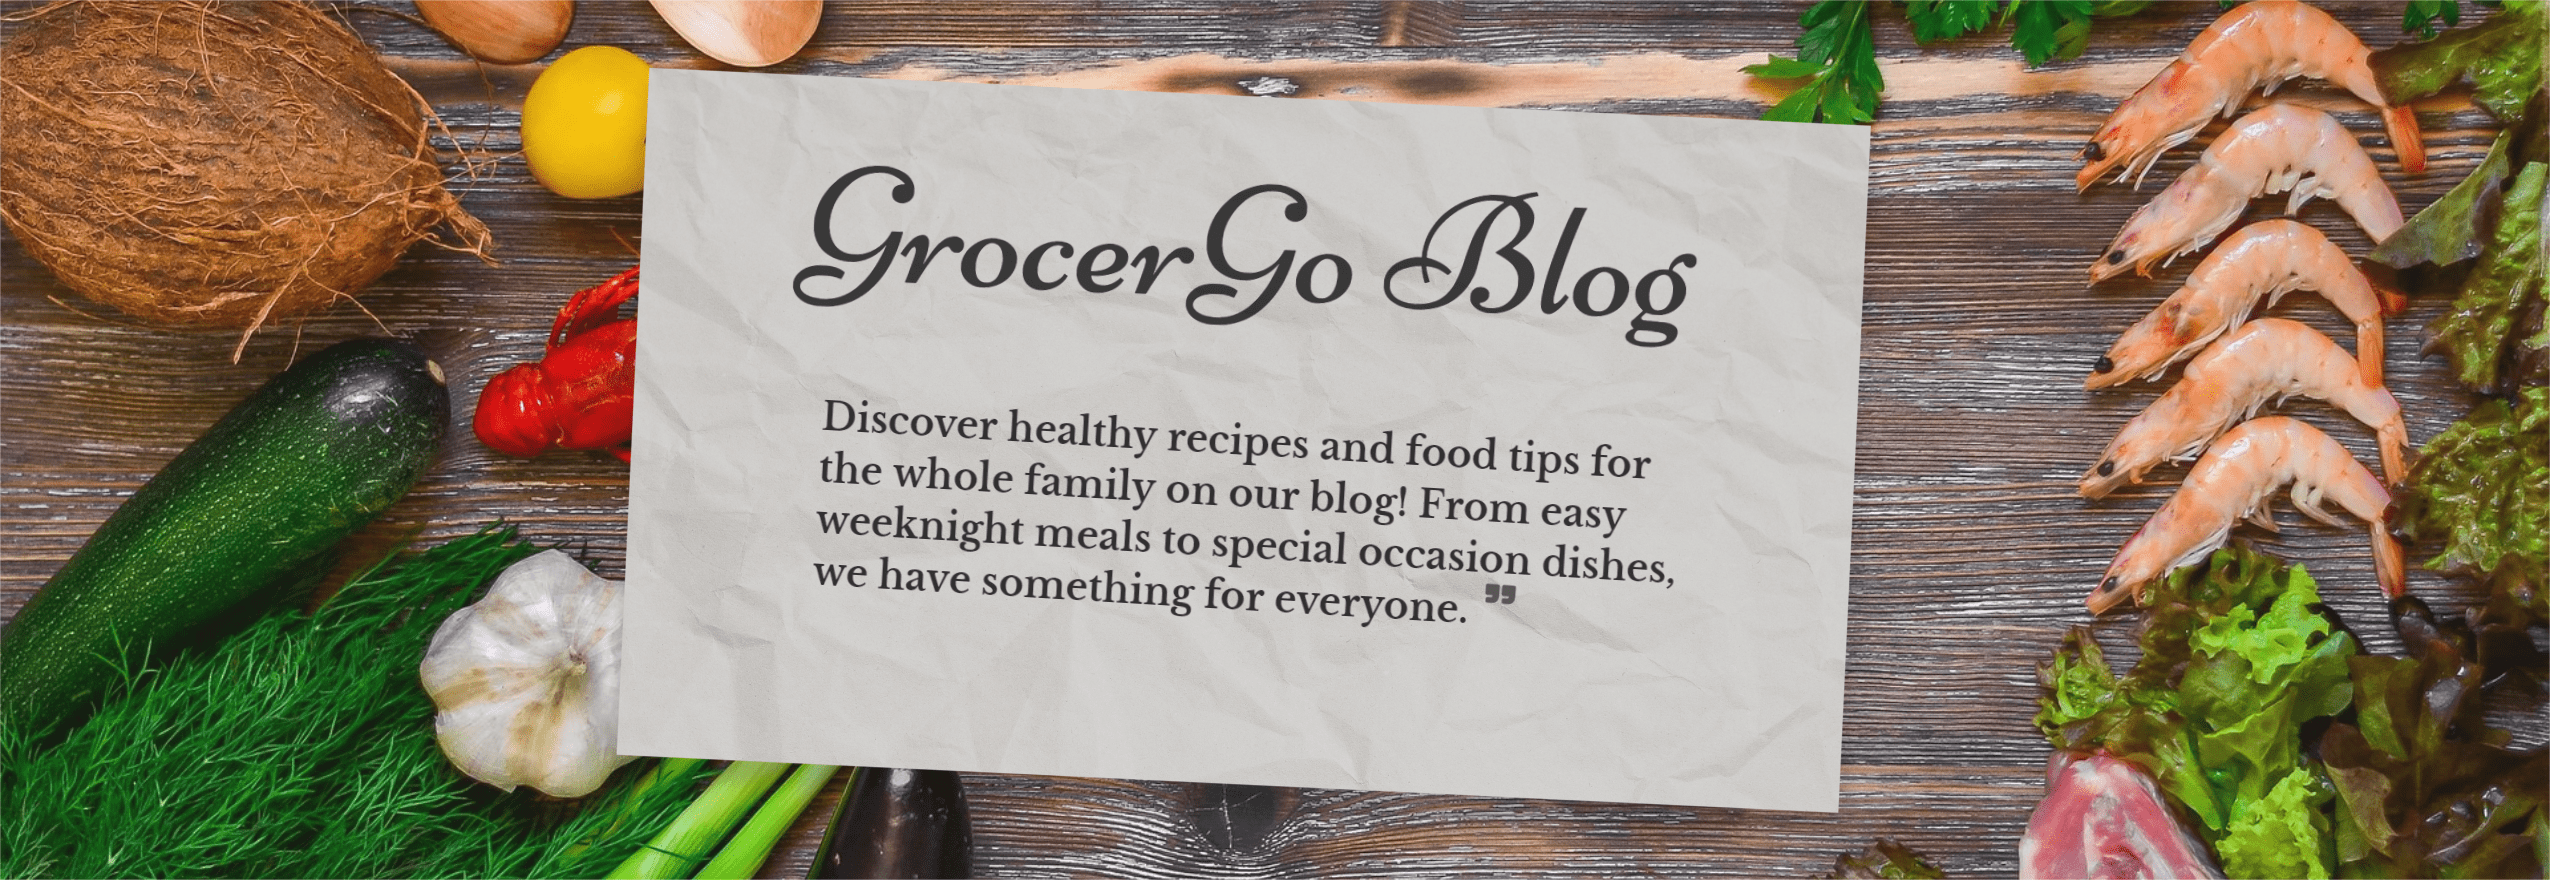 GrocerGo Blog
Discover healthy recipes and food tips for
the whole family on our blog! From easy
weeknight meals to special occasion dishes,
we have something for everyone. ❞